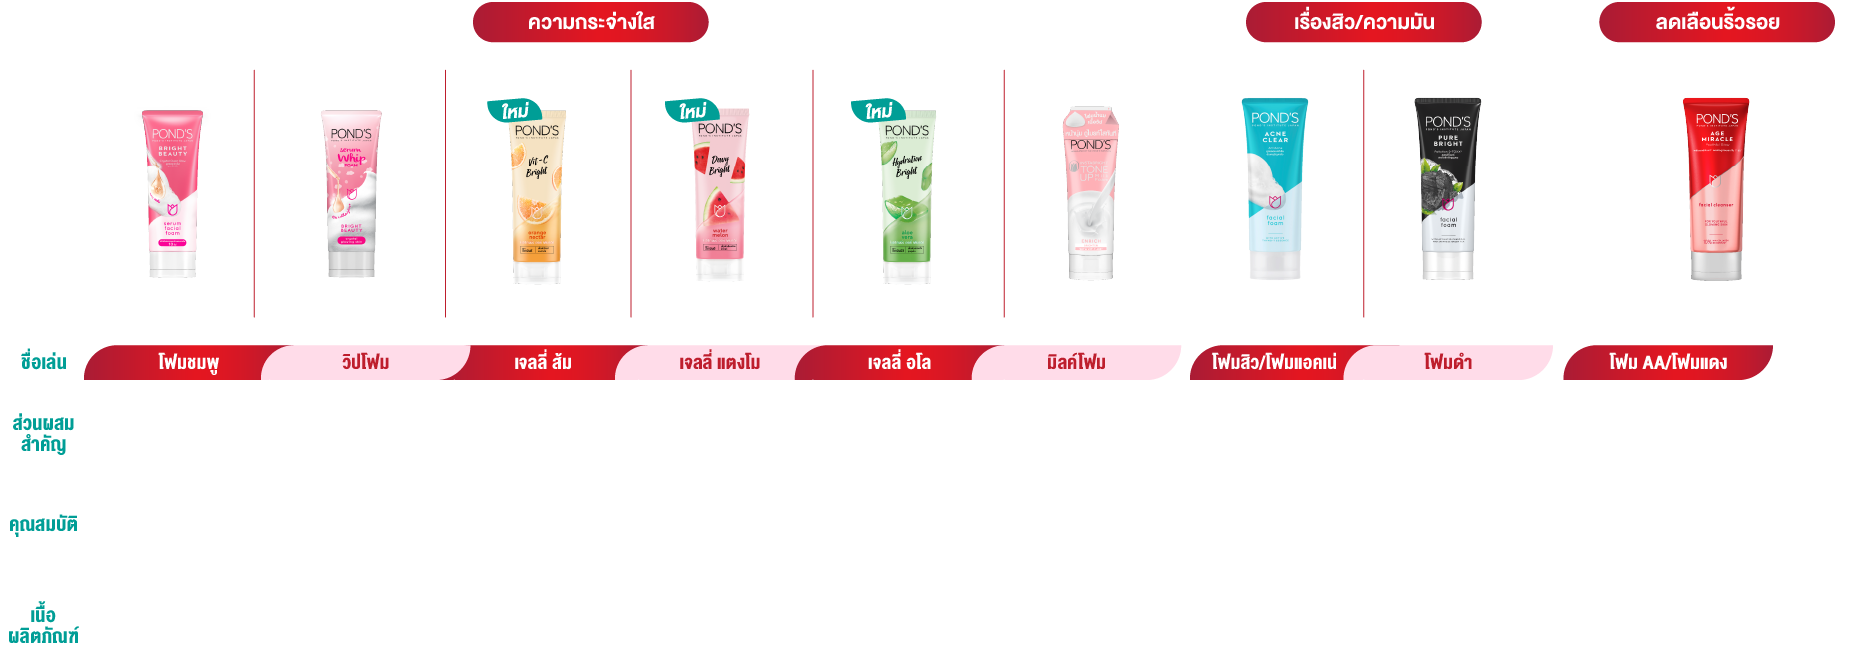 ความกระจ่างใส
เรื่องสิว/ความมัน
ลดเลือนริ้วรอย
POND'S
BRIGHT
BEAUTY
serum
facial
foam
POND'S
serum
Whip
BRIGHT
BEAUTY
ใหม่
POND'S
Vit-C
Bright
orange
nectar
ใหม่
POND'S
Dewy
Bright
water
melon
ใหม่
POND'S
Hydration
Bright
aloe
vera
POND'S
TONE
UP
POND'S
ACNE
CLEAR
facial
foam
POND'S
PURE
BRIGHT
facial
foam
POND'S
AGE
MIRACLE
facial cleanser
ชื่อเล่น
โฟมชมพู
วิปโฟม
เจลลี่ ส้ม
เจลลี่ แตงโม
เจลลี่ อโล
มิลค์โฟม
โฟมสิว/โฟมแอคเน่
โฟมดำ
โฟม AA/โฟมแดง
ส่วนผสม
สำคัญ
คุณสมบัติ
เนื้อ
ผลิตภัณฑ์